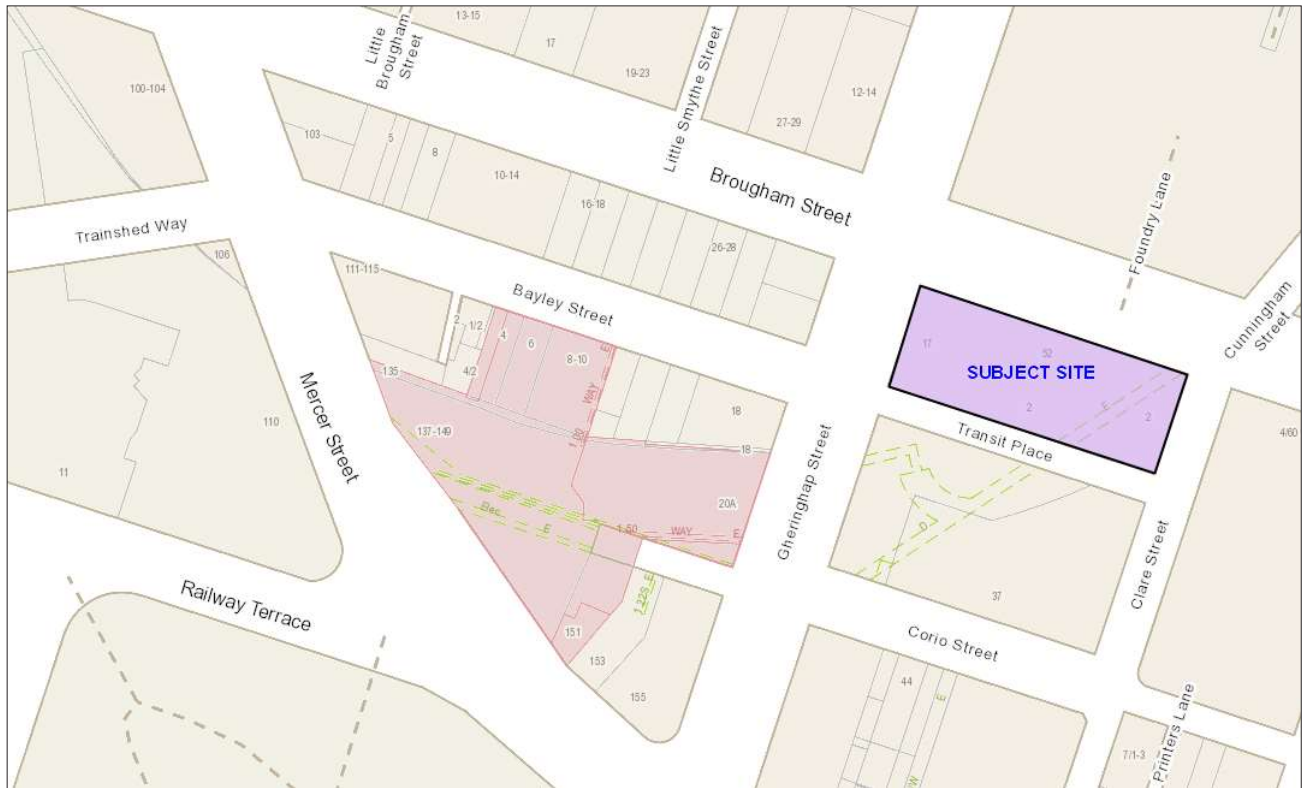 13-15
17
19-23
Little
Brougham
Street
Little Smythe Street
12-14
27-29
100-104
103
5
8
10-14
16-18
26-28
Brougham Street
Foundry Lane
Cunningham
Street
Trainshed Way
106
111-115
Bayley Street
2
1/2
4
6
8-10
4/2
135
137-149
1.80 WAY E
18
18
20A
17
52
SUBJECT SITE
E
2
2
Transit Place
4/60
Mercer Street
110
11
Gheringhap Street
Elec.
E
1.50 WAY E
D
37
Clare Street
Railway Terrace
151
153
155
Corio Street
44
E
W
7/1-3
Printers Lane